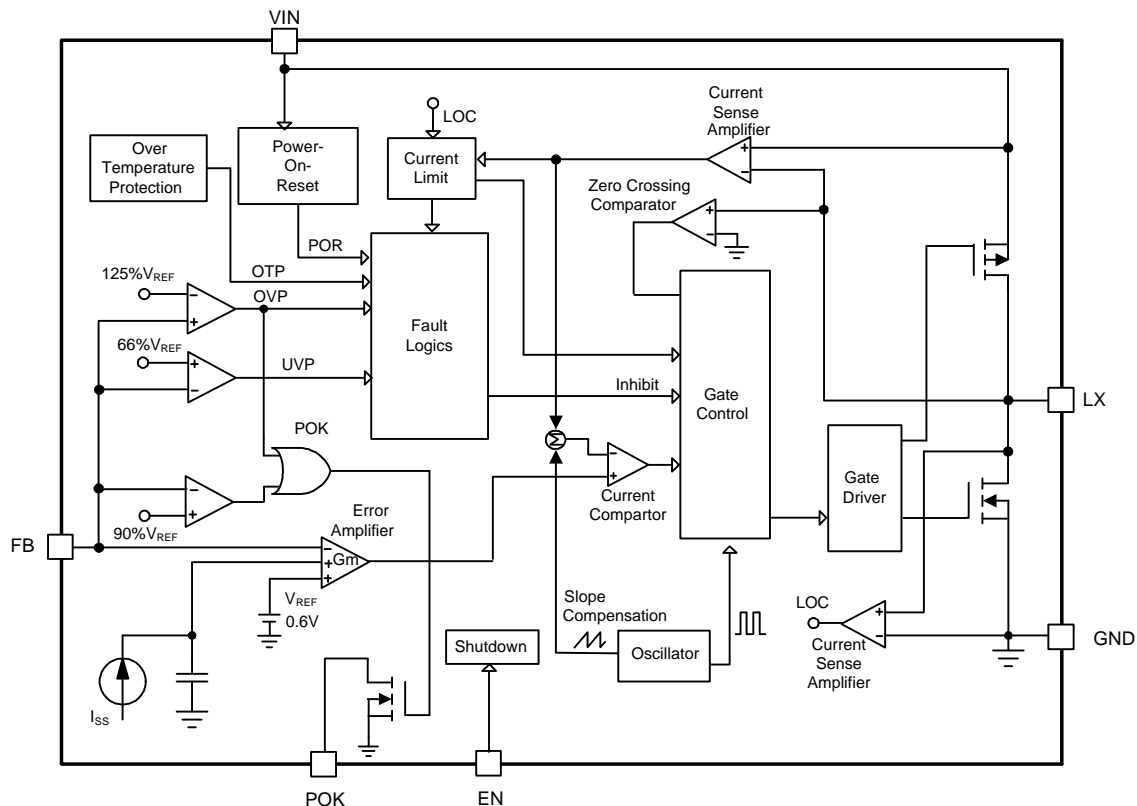 VIN
Over
Temperature
Protection
Power-
On-
Reset
LOC
Current
Limit
Current
Sense
Amplifier
Zero Crossing
Comparator
POR
OTP
OVP
UVP
125%VREF
66%VREF
90%VREF
Fault
Logics
Inhibit
Gate
Control
LX
POK
Σ
Current
Compartor
Gate
Driver
FB
Error
Amplifier
Gm
VREF
0.6V
Slope
Compensation
LOC
Current
Sense
Amplifier
GND
Shutdown
Oscillator
ISS
POK
EN
+
-
+
-
-
+
+
-
-
+
-
+
-
+
+
+
-